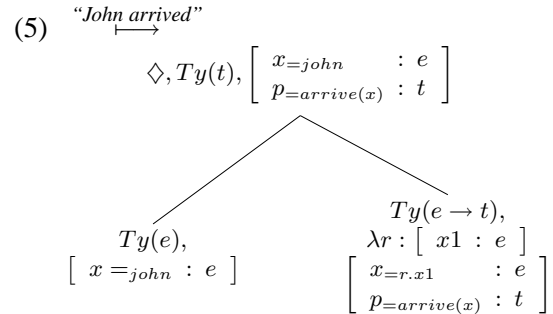 (5) “John arrived”
◇, Ty(t), [ x=john : e
p=arrive(x) : t ]
Ty(e),
[ x =john : e ]
Ty(e → t),
λr : [ x1 : e ]
[ x=r.x1 : e
p=arrive(x) : t ]